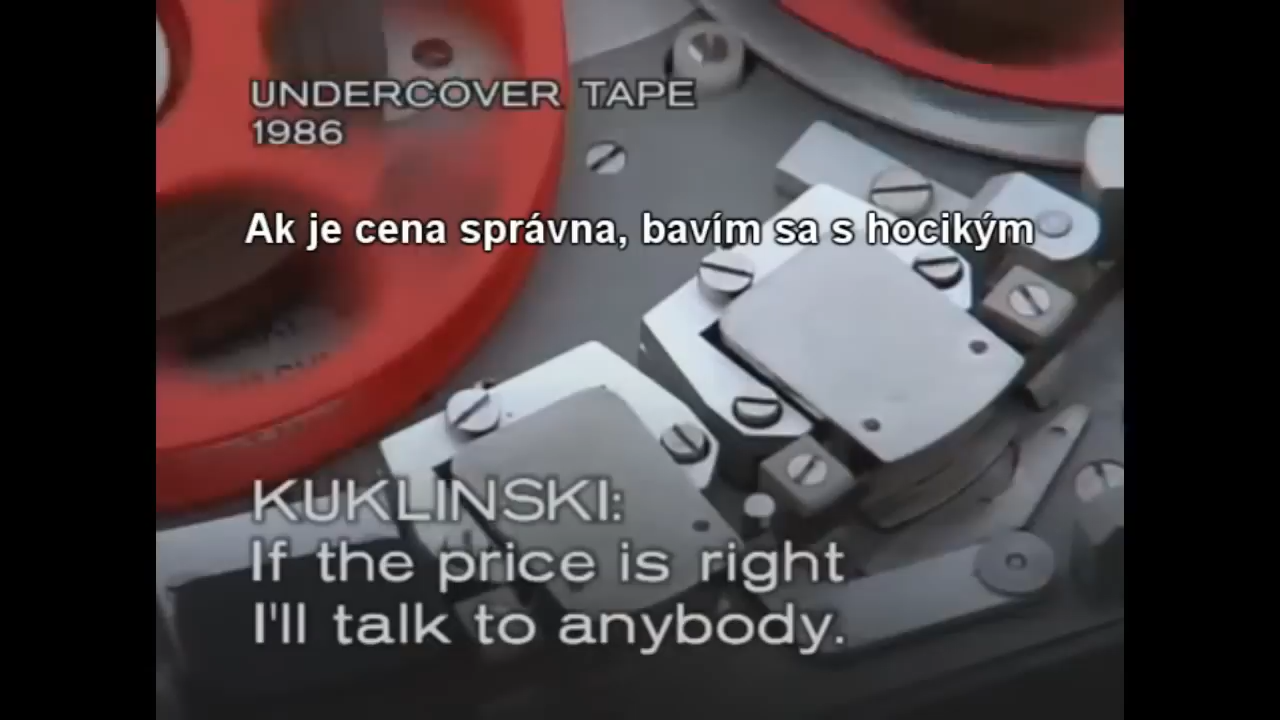 UNDERCOVER TAPE
1986
Ak je cena správna, bavím sa s hocikým
KUKLINSKI:
If the price is right
I'll talk to anybody.